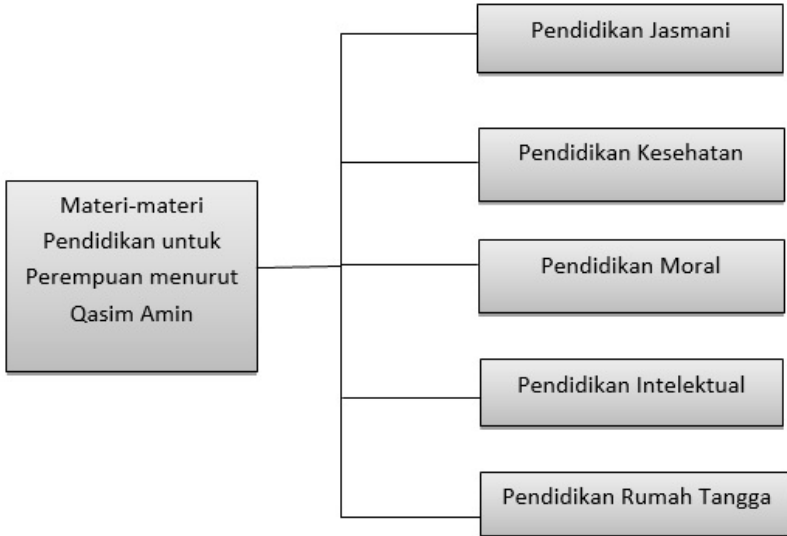 Materi-materi
Pendidikan untuk
Perempuan menurut
Qasim Amin
Pendidikan Jasmani
Pendidikan Kesehatan
Pendidikan Moral
Pendidikan Intelektual
Pendidikan Rumah Tangga